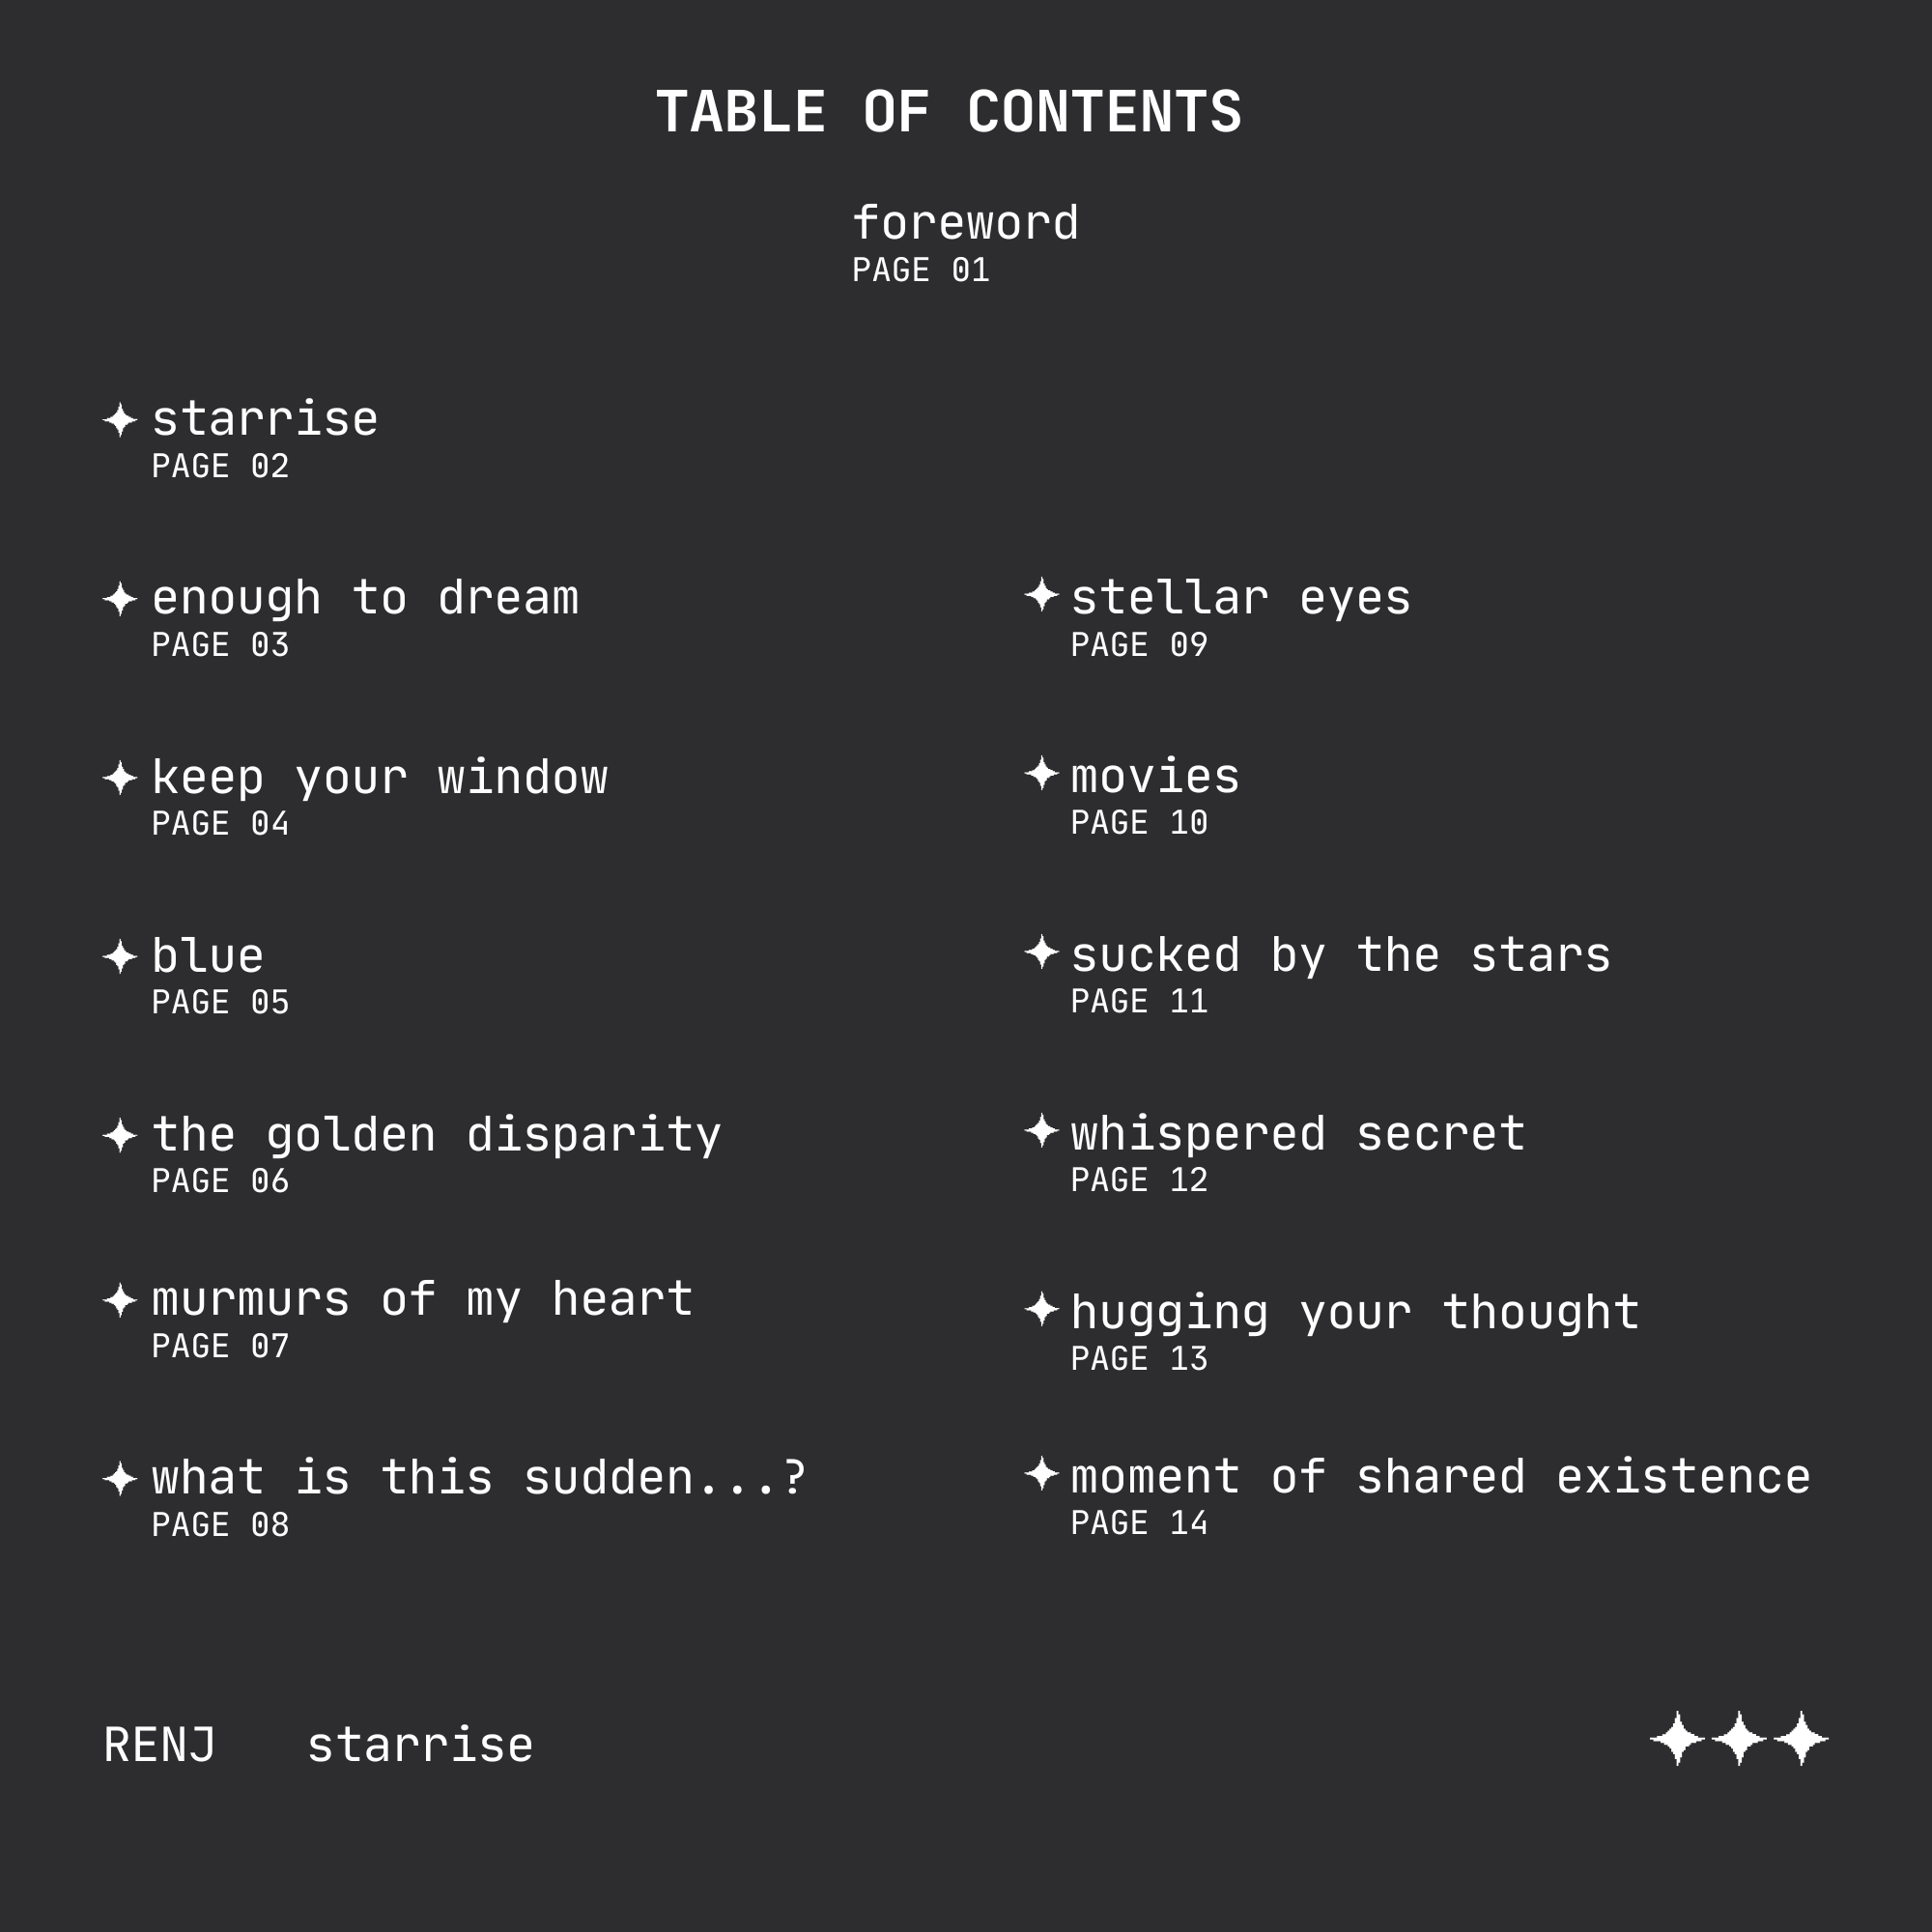 TABLE OF CONTENTS
foreword
PAGE 01
starrise
PAGE 02
enough to dream
PAGE 03
keep your window
PAGE 04
blue
PAGE 05
the golden disparity
PAGE 06
murmurs of my heart
PAGE 07
what is this sudden...?
PAGE 08
stellar eyes
PAGE 09
movies
PAGE 10
sucked by the stars
PAGE 11
whispered secret
PAGE 12
hugging your thought
PAGE 13
moment of shared existence
PAGE 14
RENJ starrise